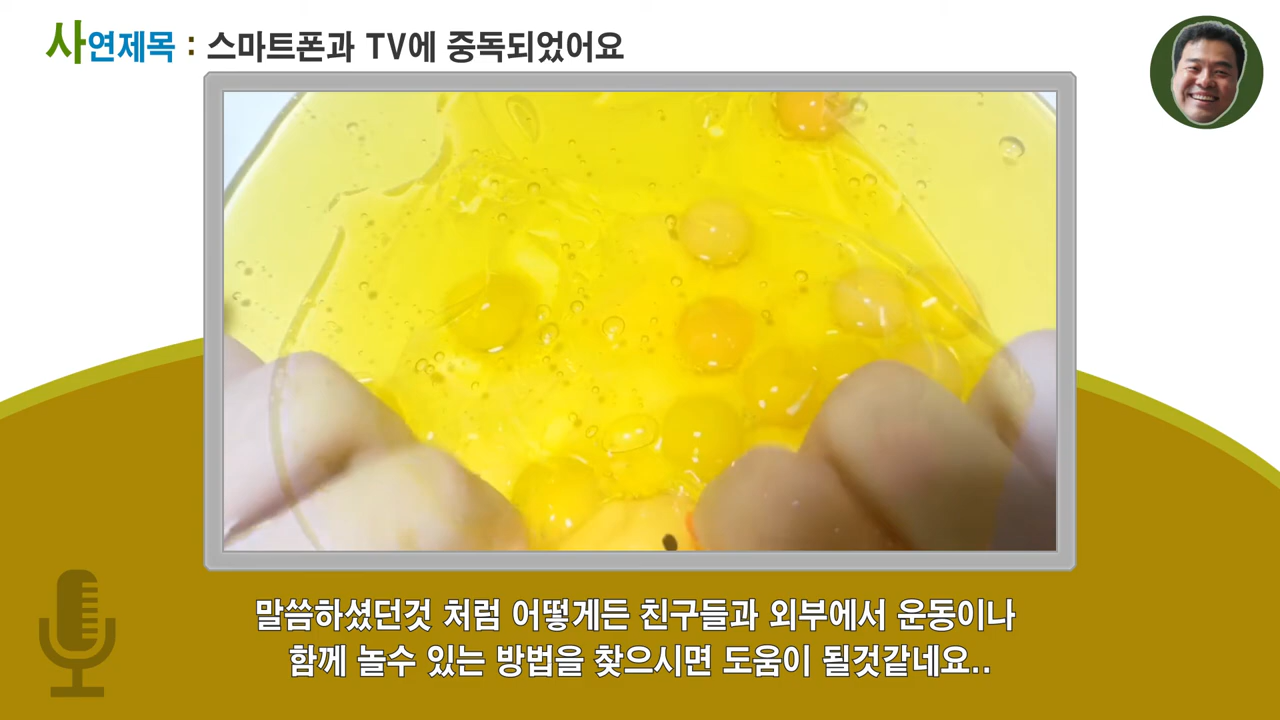 사연제목 : 스마트폰과 TV에 중독되었어요
말씀하셨던것 처럼 어떻게든 친구들과 외부에서 운동이나
함께 놀수 있는 방법을 찾으시면 도움이 될것같네요..